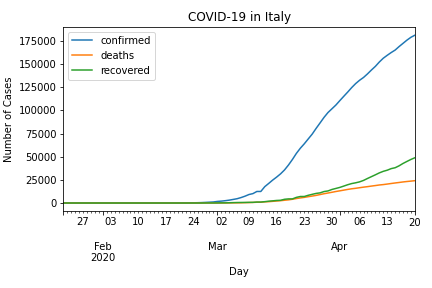 COVID-19 in Italy
confirmed
deaths
recovered
Number of Cases
175000
150000
125000
100000
75000
50000
25000
0
27 03 10 17 24 02 09 16 23 30 06 13 20
Feb Mar Apr
2020
Day